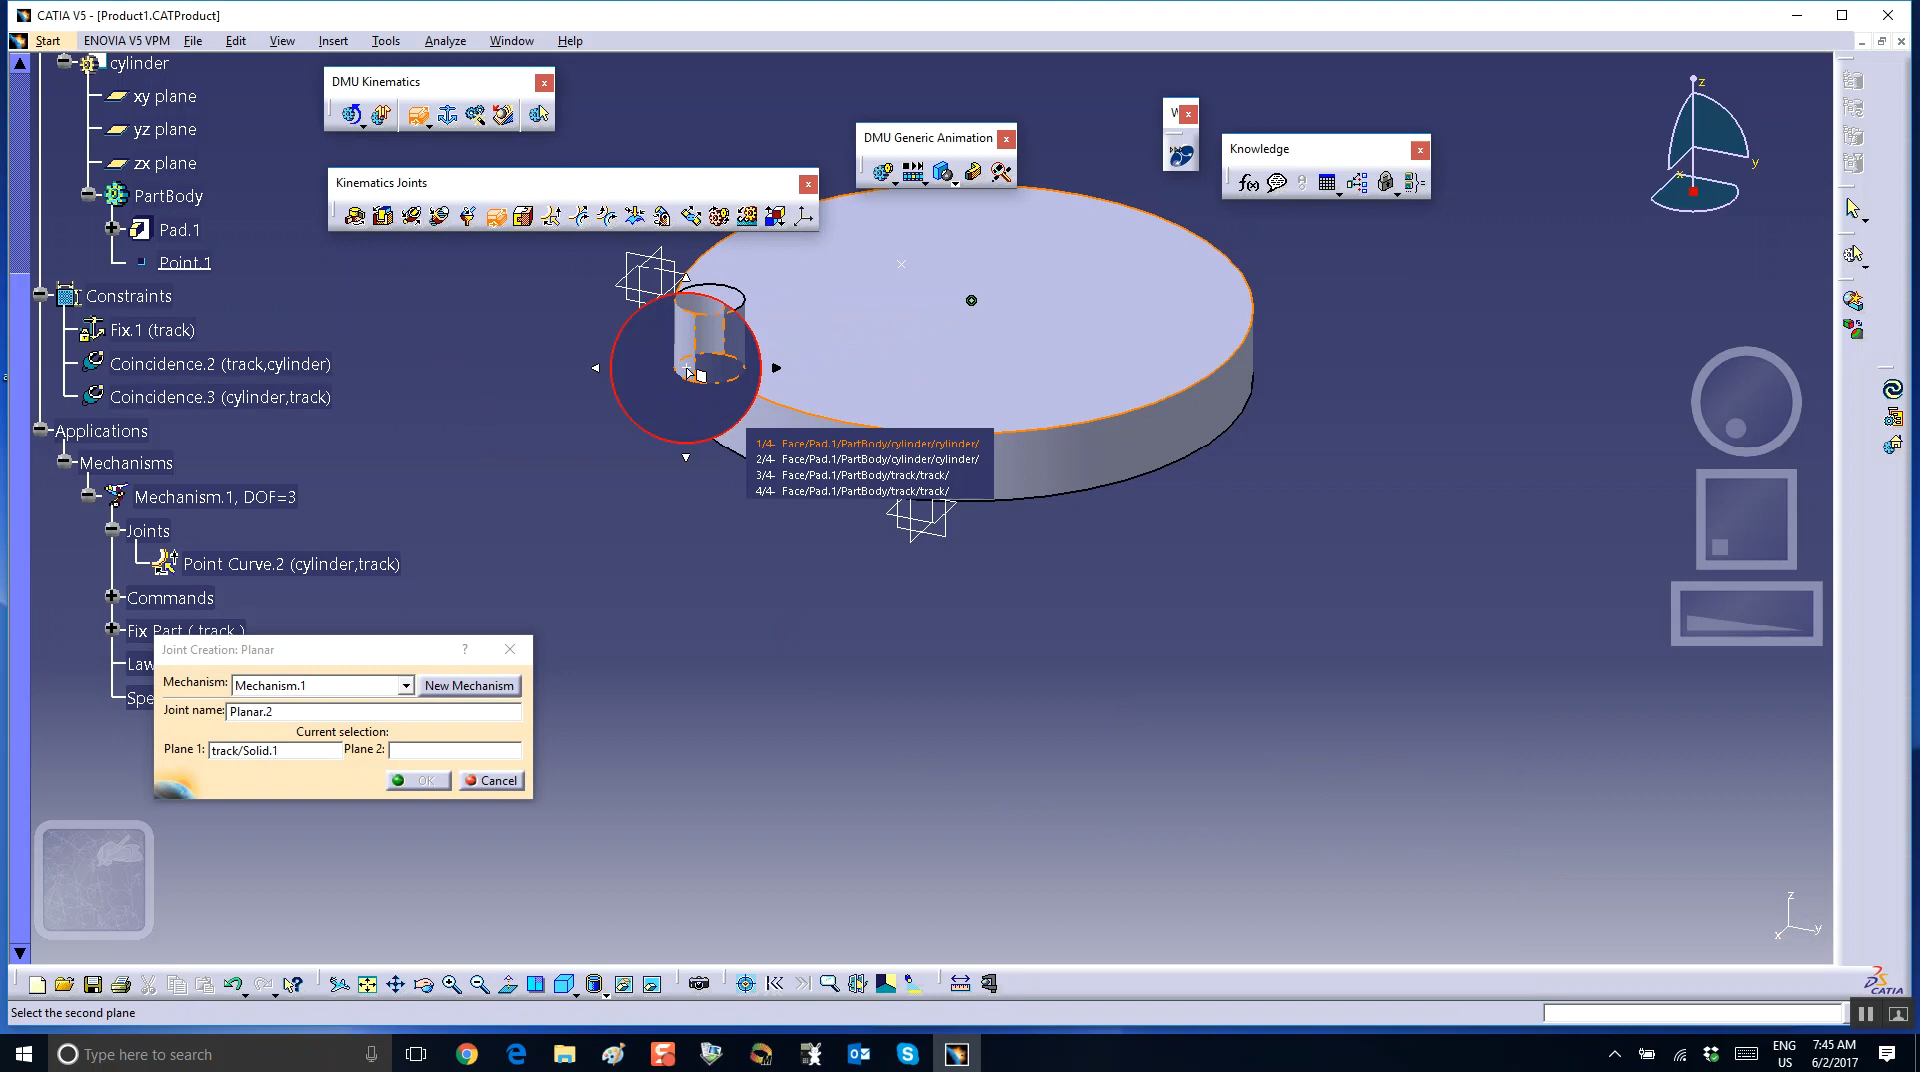 CATIA V5 - [Product1.CATProduct]
Start ENOVIA V5 VPM File Edit View Insert Tools Analyze Window Help
cylinder
xy plane
yz plane
zx plane
PartBody
Pad.1
Point.1
Constraints
Fix.1 (track)
Coincidence.2 (track,cylinder)
Coincidence.3 (cylinder,track)
Applications
Mechanisms
Mechanism.1, DOF=3
Joints
Point Curve.2 (cylinder,track)
Commands
Fix Part ( track )
Law
Spe
DMU Kinematics
Kinematics Joints
DMU Generic Animation
Knowledge
f(x)
z
y
x
1/4- Face/Pad.1/PartBody/cylinder/cylinder/
2/4- Face/Pad.1/PartBody/cylinder/cylinder/
3/4- Face/Pad.1/PartBody/track/track/
4/4- Face/Pad.1/PartBody/track/track/
Joint Creation: Planar
Mechanism: Mechanism.1 New Mechanism
Joint name: Planar.2
Current selection:
Plane 1: track/Solid.1 Plane 2:
OK Cancel
z
y
x
CATIA
Select the second plane
Type here to search
ENG
US
7:45 AM
6/2/2017